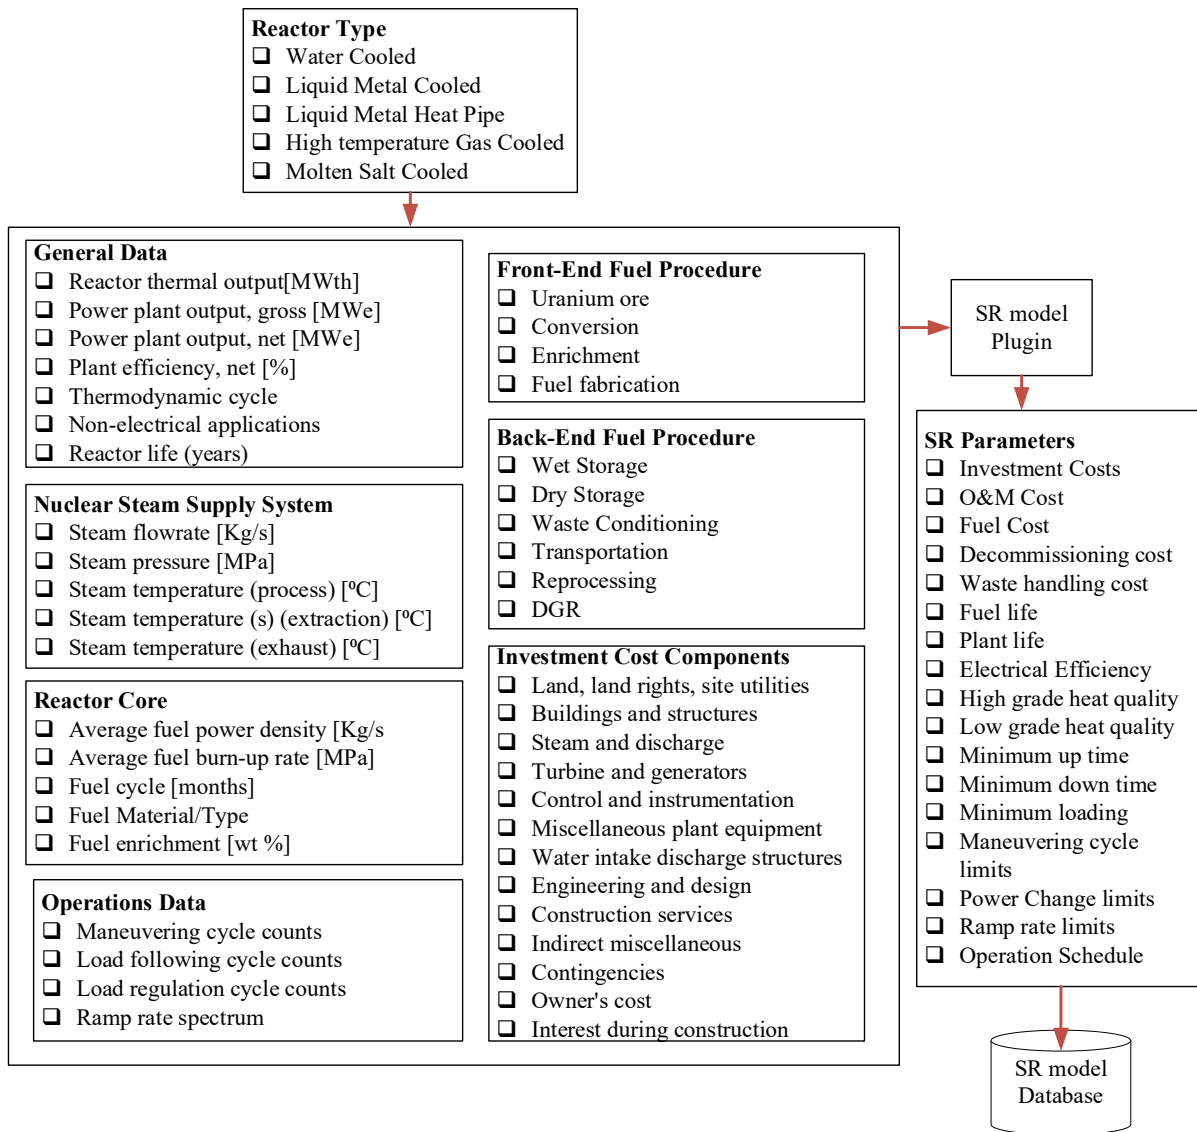 Reactor Type
❑ Water Cooled
❑ Liquid Metal Cooled
❑ Liquid Metal Heat Pipe
❑ High temperature Gas Cooled
❑ Molten Salt Cooled
General Data
❑ Reactor thermal output[MWth]
❑ Power plant output, gross [MWe]
❑ Power plant output, net [MWe]
❑ Plant efficiency, net [%]
❑ Thermodynamic cycle
❑ Non-electrical applications
❑ Reactor life (years)
Nuclear Steam Supply System
❑ Steam flowrate [Kg/s]
❑ Steam pressure [MPa]
❑ Steam temperature (process) [⁰C]
❑ Steam temperature (s) (extraction) [⁰C]
❑ Steam temperature (exhaust) [⁰C]
Reactor Core
❑ Average fuel power density [Kg/s
❑ Average fuel burn-up rate [MPa]
❑ Fuel cycle [months]
❑ Fuel Material/Type
❑ Fuel enrichment [wt %]
Operations Data
❑ Maneuvering cycle counts
❑ Load following cycle counts
❑ Load regulation cycle counts
❑ Ramp rate spectrum
Front-End Fuel Procedure
❑ Uranium ore
❑ Conversion
❑ Enrichment
❑ Fuel fabrication
Back-End Fuel Procedure
❑ Wet Storage
❑ Dry Storage
❑ Waste Conditioning
❑ Transportation
❑ Reprocessing
❑ DGR
Investment Cost Components
❑ Land, land rights, site utilities
❑ Buildings and structures
❑ Steam and discharge
❑ Turbine and generators
❑ Control and instrumentation
❑ Miscellaneous plant equipment
❑ Water intake discharge structures
❑ Engineering and design
❑ Construction services
❑ Indirect miscellaneous
❑ Contingencies
❑ Owner's cost
❑ Interest during construction
SR model
Plugin
SR Parameters
❑ Investment Costs
❑ O&M Cost
❑ Fuel Cost
❑ Decommissioning cost
❑ Waste handling cost
❑ Fuel life
❑ Plant life
❑ Electrical Efficiency
❑ High grade heat quality
❑ Low grade heat quality
❑ Minimum up time
❑ Minimum down time
❑ Minimum loading
❑ Maneuvering cycle
limits
❑ Power Change limits
❑ Ramp rate limits
❑ Operation Schedule
SR model
Database